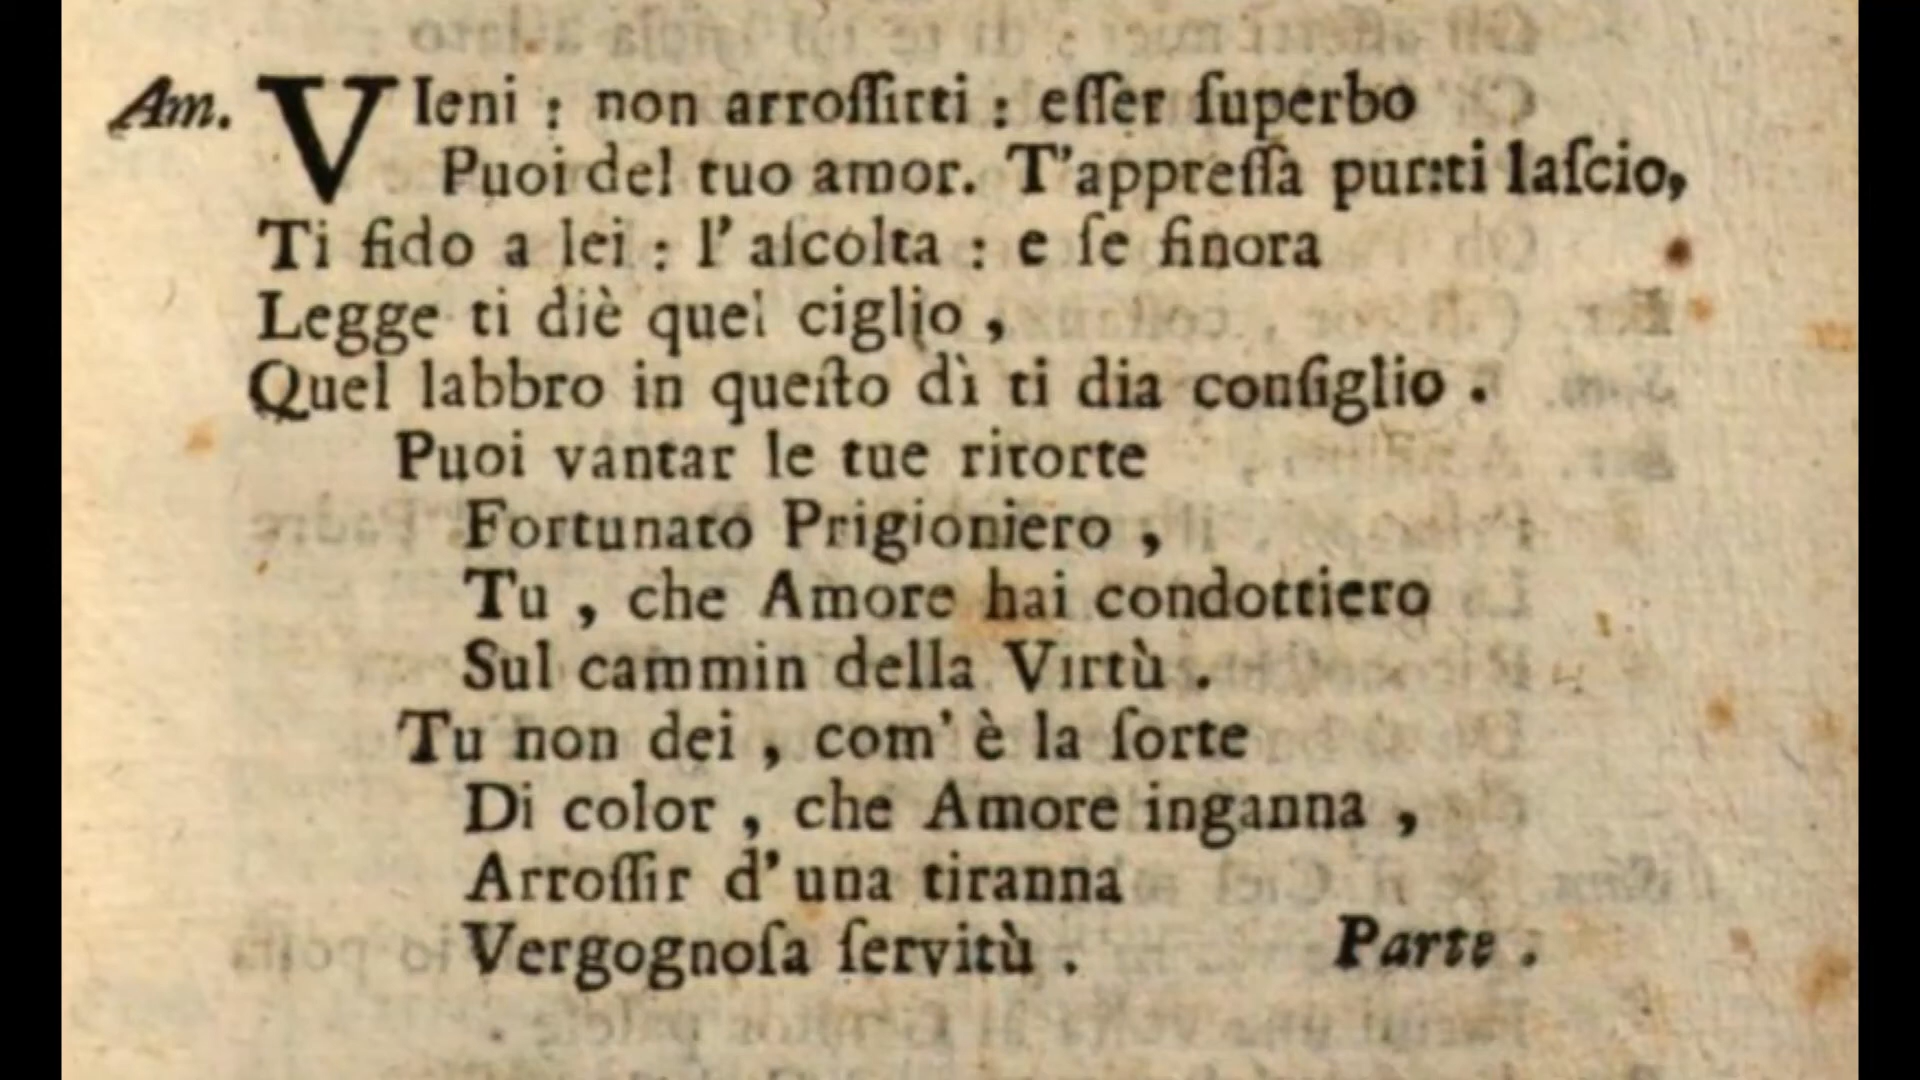 Am. VIeni : non arroſſirti : eſſer ſuperbo
Puoi del tuo amor. T'appreſſa pur:ti laſcio,
Ti fido a lei : l' aſcolta : e ſe finora
Legge ti diè quel ciglio ,
Quel labbro in queſto dì ti dia conſiglio .
Puoi vantar le tue ritorte
Fortunato Prigioniero ,
Tu , che Amore hai condottiero
Sul cammin della Virtù .
Tu non dei , com' è la ſorte
Di color , che Amore inganna ,
Arroſſir d' una tiranna
Vergognoſa ſervitù . Parte .